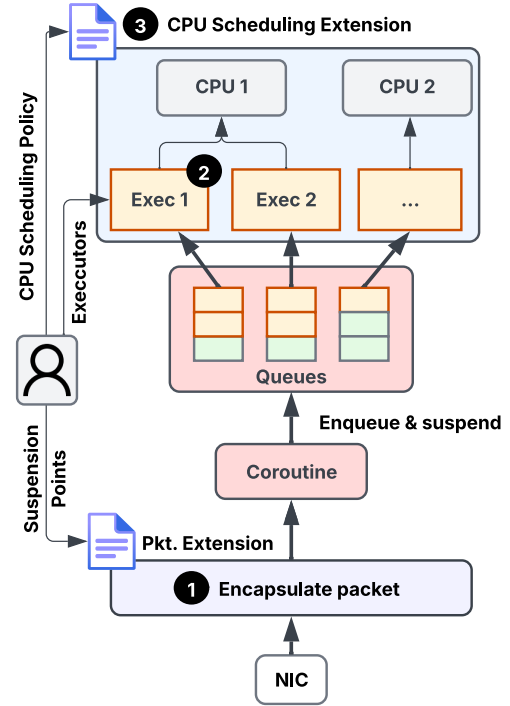 3 CPU Scheduling Extension
CPU 1
CPU 2
CPU Scheduling Policy
Execcutors
2
Exec 1
Exec 2
...
Queues
Enqueue & suspend
Coroutine
Suspension
Points
Pkt. Extension
1 Encapsulate packet
NIC